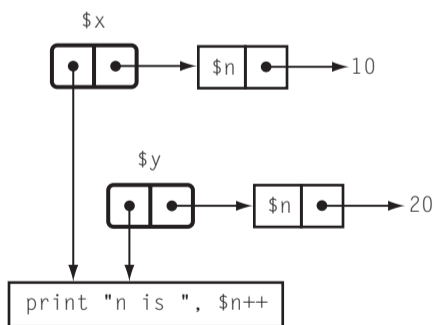 $x
$n 10
$y
$n 20
print "n is ", $n++